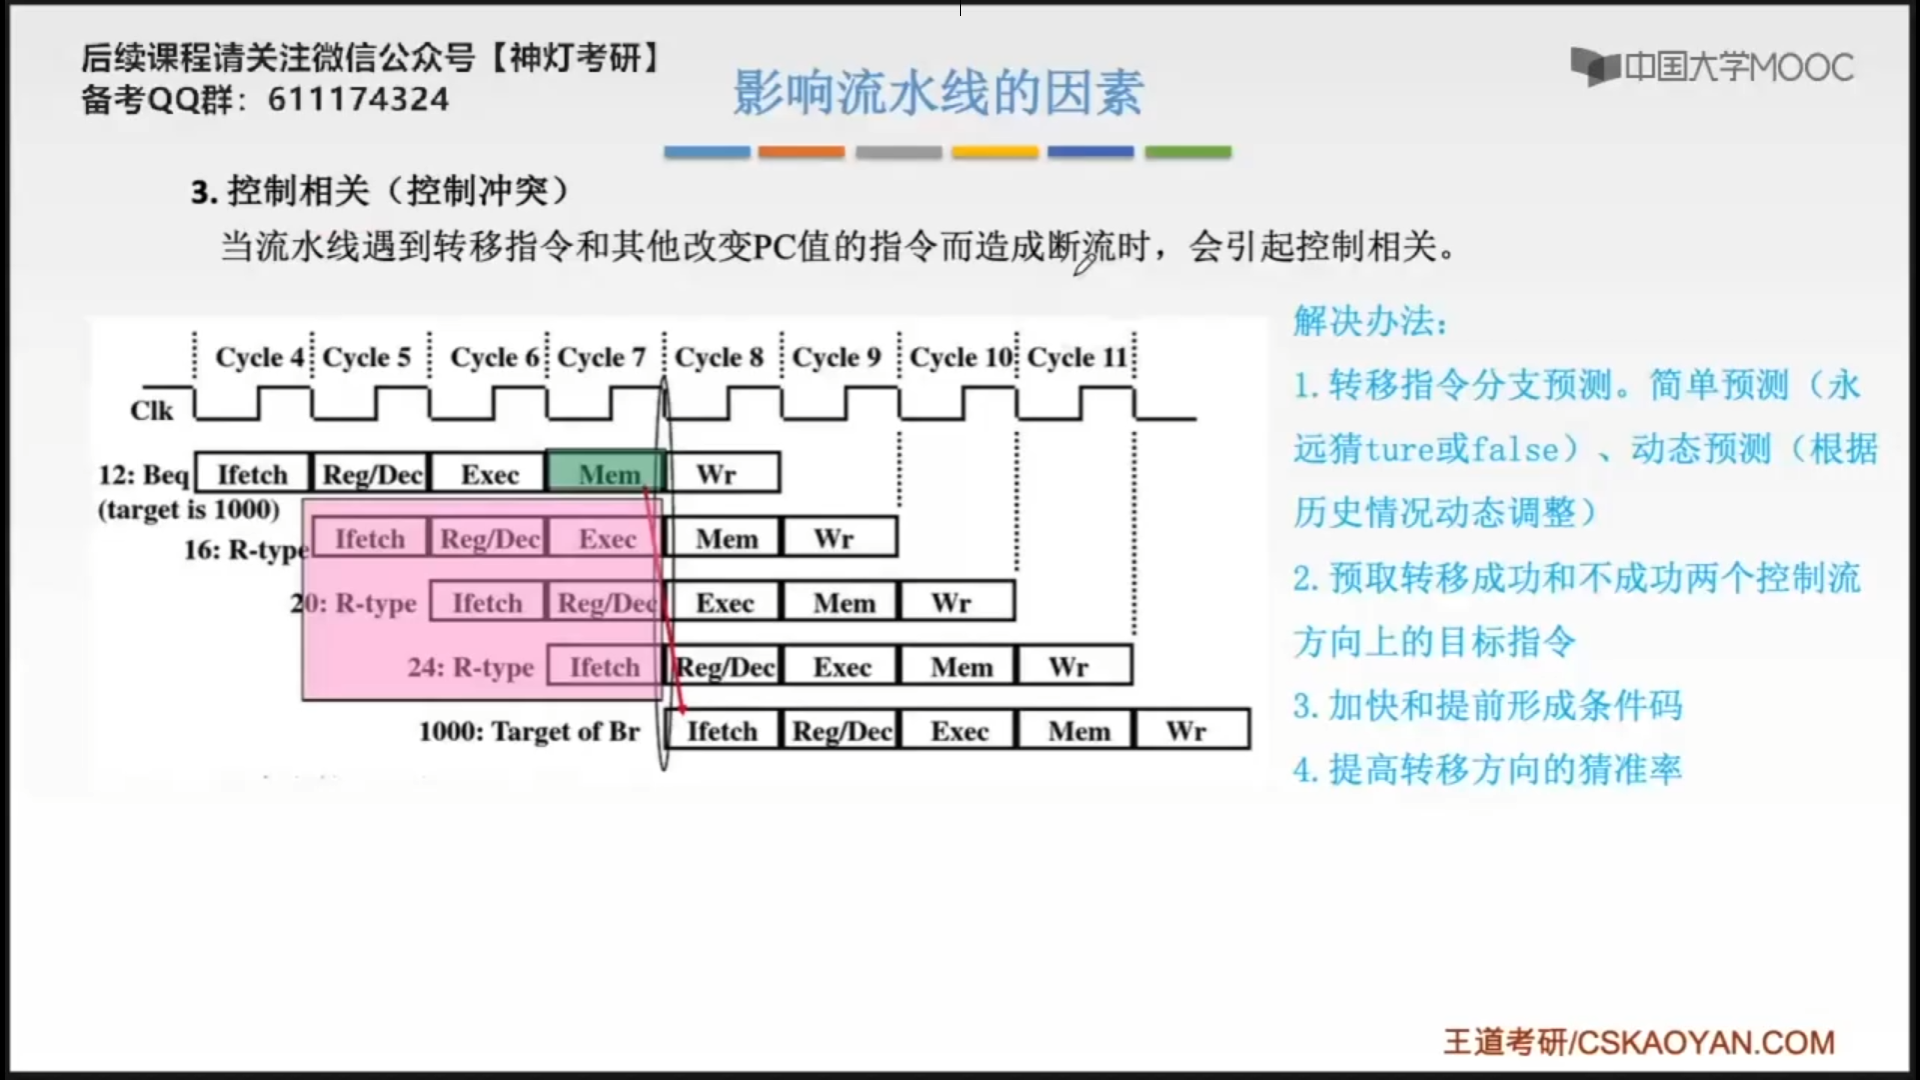 后续课程请关注微信公众号【神灯考研】
备考QQ群：611174324
中国大学MOOC
影响流水线的因素
3. 控制相关（控制冲突）
当流水线遇到转移指令和其他改变PC值的指令而造成断流时，会引起控制相关。
Cycle 4 Cycle 5 Cycle 6 Cycle 7 Cycle 8 Cycle 9 Cycle 10 Cycle 11
Clk
12: Beq Ifetch Reg/Dec Exec Mem Wr
(target is 1000)
16: R-type Ifetch Reg/Dec Exec Mem Wr
20: R-type Ifetch Reg/Dec Exec Mem Wr
24: R-type Ifetch Reg/Dec Exec Mem Wr
1000: Target of Br Ifetch Reg/Dec Exec Mem Wr
解决办法：
1.转移指令分支预测。简单预测（永
远猜ture或false）、动态预测（根据
历史情况动态调整）
2.预取转移成功和不成功两个控制流
方向上的目标指令
3.加快和提前形成条件码
4.提高转移方向的猜准率
王道考研/CSKAOYAN.COM